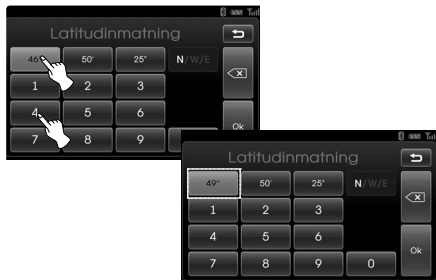 Latitudinmatning
46° 50' 25" N/W/E
1 2 3
4 5 6
7 8 9
Ok
Latitudinmatning
49° 50' 25" N/W/E
1 2 3
4 5 6
7 8 9 0
Ok